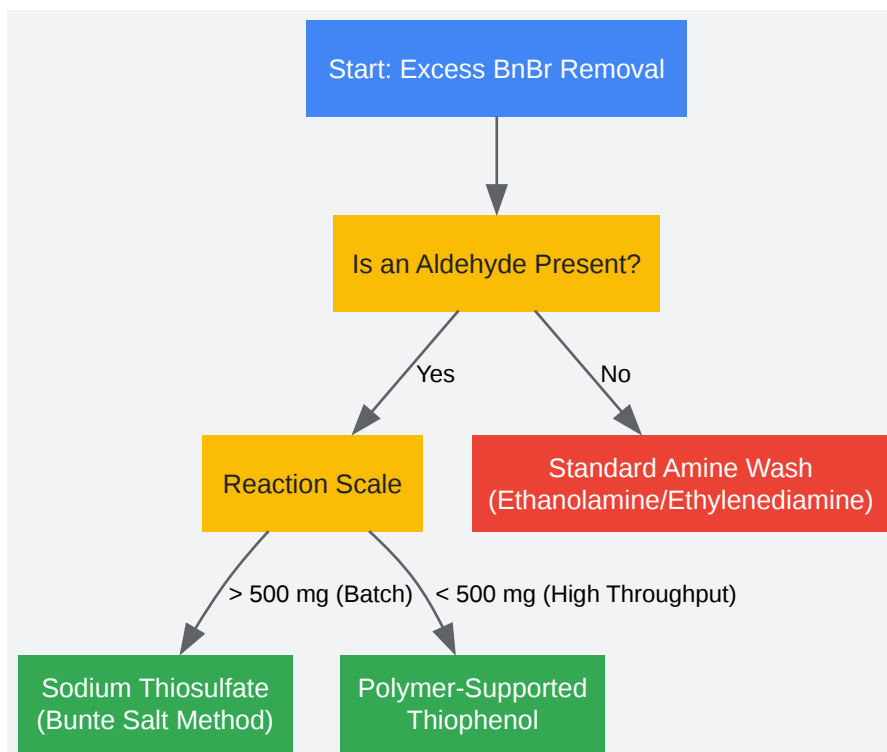 Start: Excess BnBr Removal
Is an Aldehyde Present?
Yes
No
Reaction Scale
Standard Amine Wash
(Ethanolamine/Ethylenediamine)
> 500 mg (Batch)
< 500 mg (High Throughput)
Sodium Thiosulfate
(Bunte Salt Method)
Polymer-Supported
Thiophenol